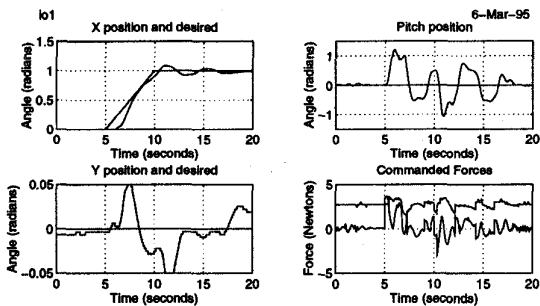 io1
6-Mar-95
X position and desired
Angle (radians)
1.5
1
0.5
0
0
5
10
15
20
Time (seconds)
Pitch position
Angle (radians)
1
0
-1
0
5
10
15
20
Time (seconds)
Y position and desired
Angle (radians)
0.05
0
-0.05
0
5
10
15
20
Time (seconds)
Commanded Forces
Force (Newtons)
5
0
-5
0
5
10
15
20
Time (seconds)